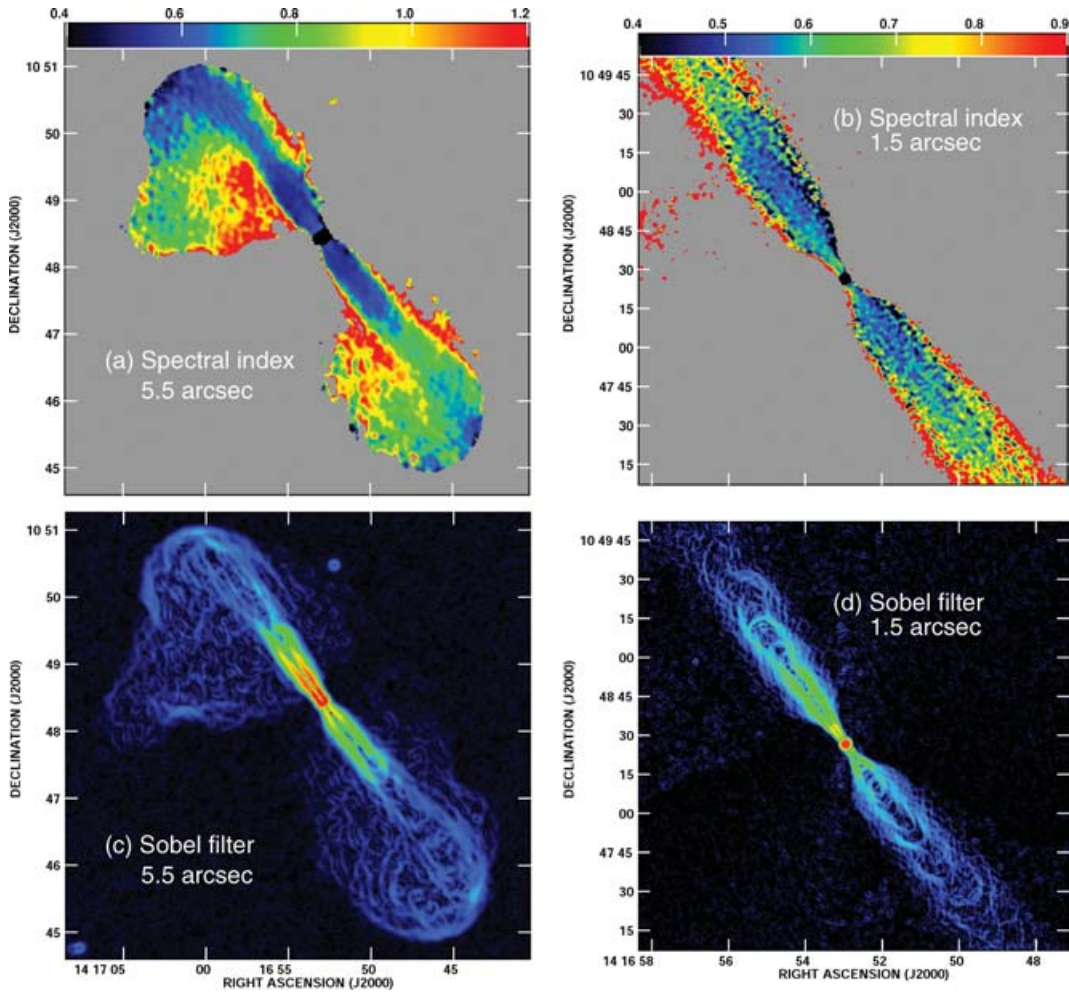 0.4 0.6 0.8 1.0 1.2
10 51
50
49
48
47
46
45
DECLINATION (J2000)
(a) Spectral index
5.5 arcsec
0.4 0.5 0.6 0.7 0.8 0.9
10 49 45
30
15
00
48 45
30
15
00
47 45
30
15
DECLINATION (J2000)
(b) Spectral index
1.5 arcsec
10 51
50
49
48
47
46
45
DECLINATION (J2000)
(c) Sobel filter
5.5 arcsec
14 17 05 00 16 55 50 45
RIGHT ASCENSION (J2000)
10 49 45
30
15
00
48 45
30
15
00
47 45
30
15
DECLINATION (J2000)
(d) Sobel filter
1.5 arcsec
14 16 58 56 54 52 50 48
RIGHT ASCENSION (J2000)